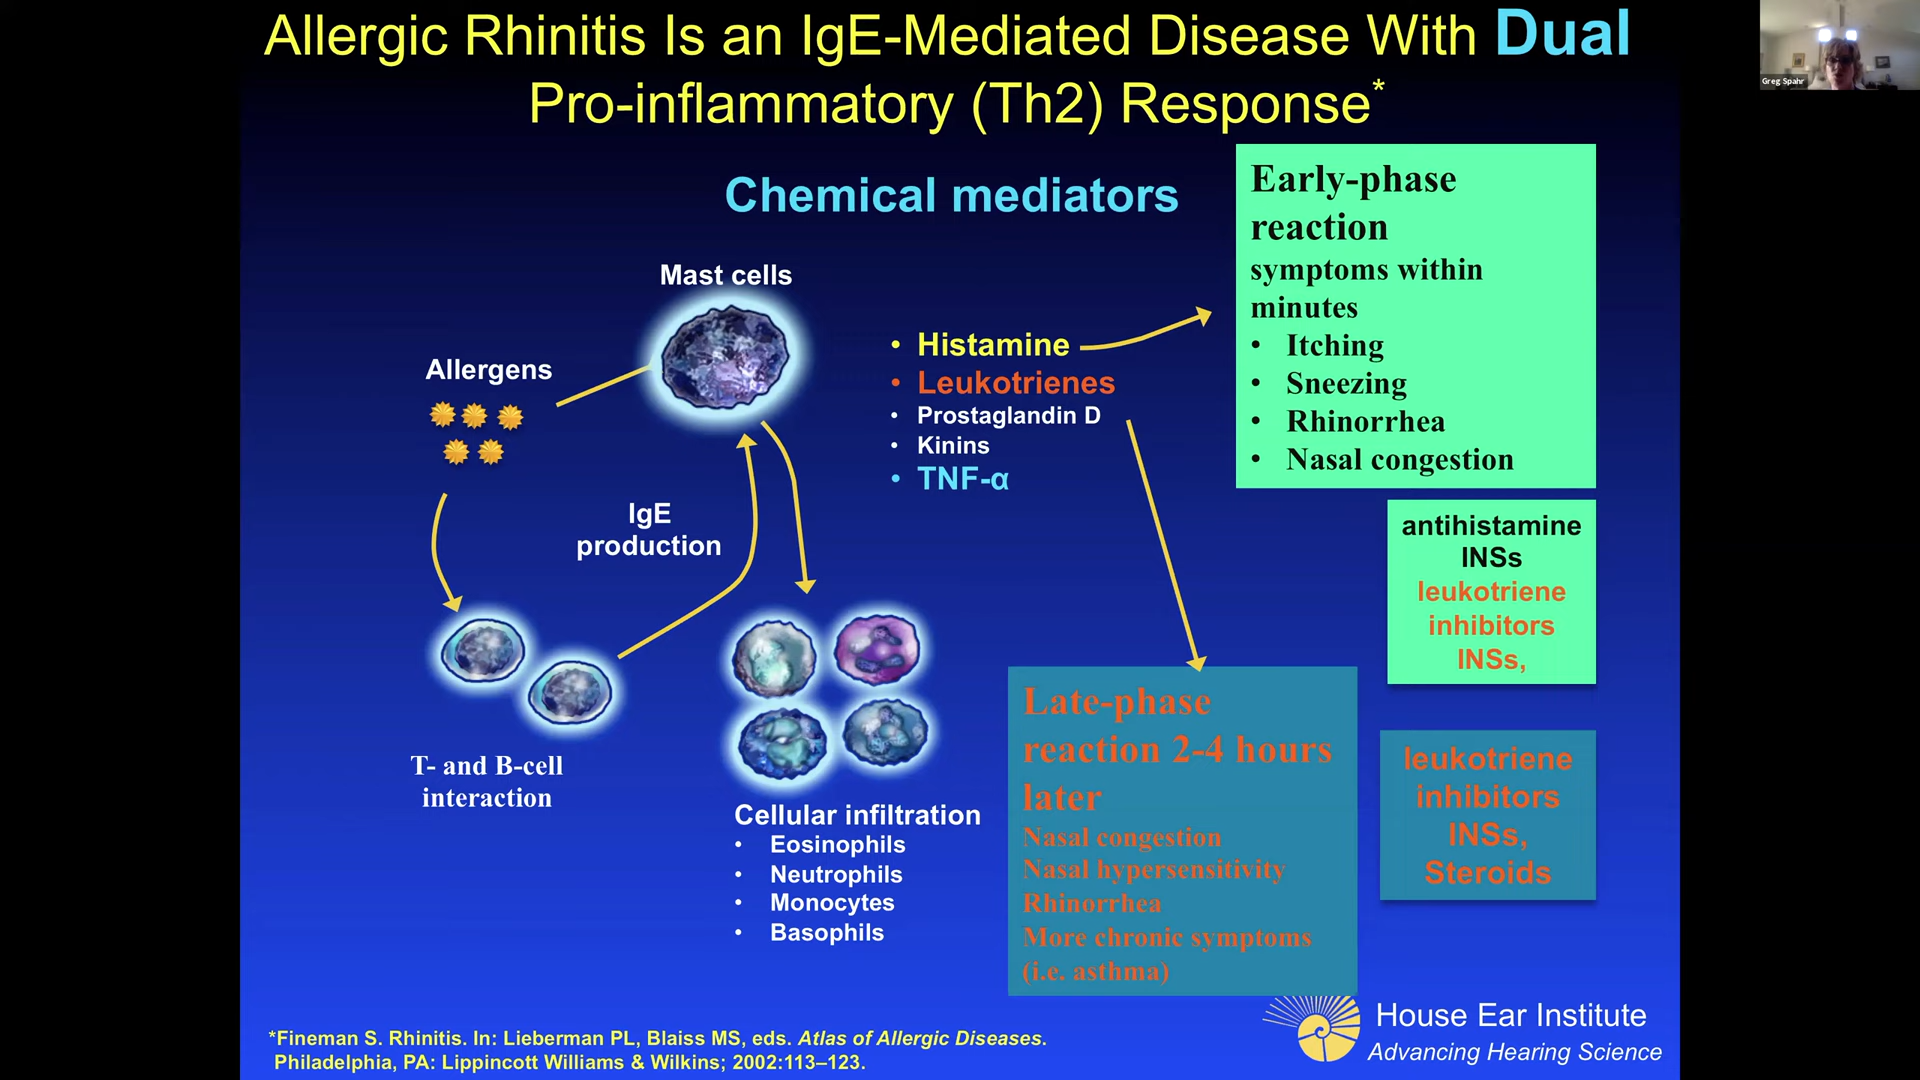 Allergic Rhinitis Is an IgE-Mediated Disease With Dual
Pro-inflammatory (Th2) Response*
Greg Spahr
Chemical mediators
Mast cells
Allergens
IgE
production
T- and B-cell
interaction
• Histamine
• Leukotrienes
• Prostaglandin D
• Kinins
• TNF-α
Cellular infiltration
• Eosinophils
• Neutrophils
• Monocytes
• Basophils
Early-phase
reaction
symptoms within
minutes
• Itching
• Sneezing
• Rhinorrhea
• Nasal congestion
antihistamine
INSs
leukotriene
inhibitors
INSs,
Late-phase
reaction 2-4 hours
later
Nasal congestion
Nasal hypersensitivity
Rhinorrhea
More chronic symptoms
(i.e. asthma)
leukotriene
inhibitors
INSs,
Steroids
*Fineman S. Rhinitis. In: Lieberman PL, Blaiss MS, eds. Atlas of Allergic Diseases.
Philadelphia, PA: Lippincott Williams & Wilkins; 2002:113–123.
House Ear Institute
Advancing Hearing Science